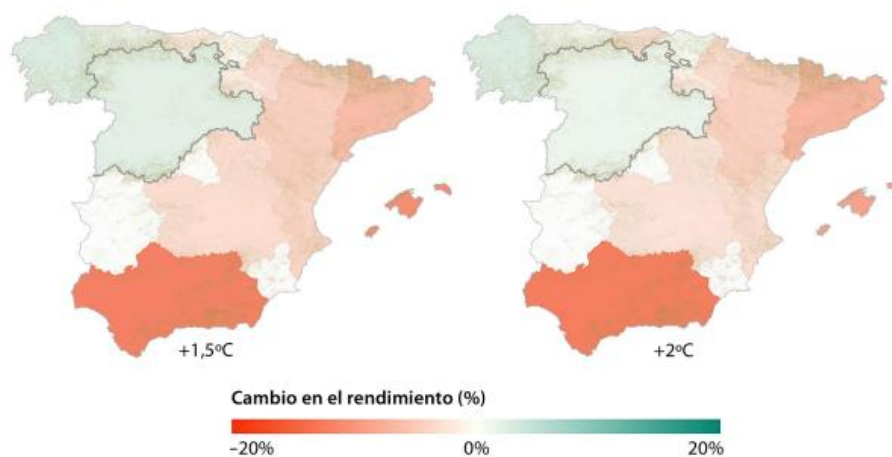 +1,5ºC
+2ºC
Cambio en el rendimiento (%)
–20%
0%
20%